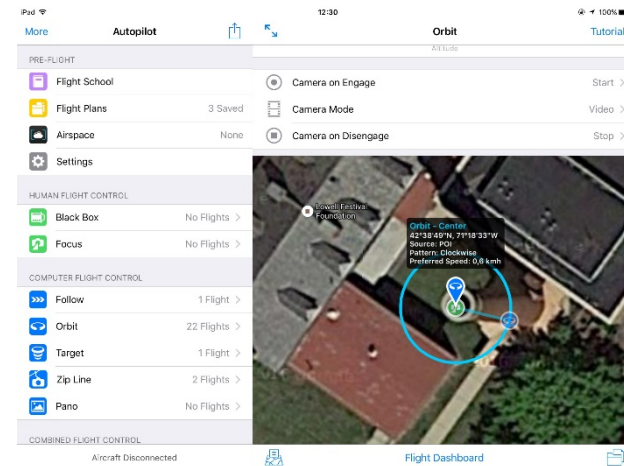 iPad 12:30 100%
More Autopilot Orbit Tutorial
Altitude
PRE-FLIGHT
Flight School
Flight Plans 3 Saved
Airspace None
Settings
HUMAN FLIGHT CONTROL
Black Box No Flights >
Focus No Flights >
COMPUTER FLIGHT CONTROL
Follow 1 Flight >
Orbit 22 Flights >
Target 1 Flight >
Zip Line 2 Flights >
Pano No Flights >
COMBINED FLIGHT CONTROL
Aircraft Disconnected
Camera on Engage Start >
Camera Mode Video >
Camera on Disengage Stop >
Lowell Festival
Foundation
Orbit - Center
42°38'49"N, 71°18'33"W
Source: POI
Pattern: Clockwise
Preferred Speed: 0,6 kmh
Flight Dashboard